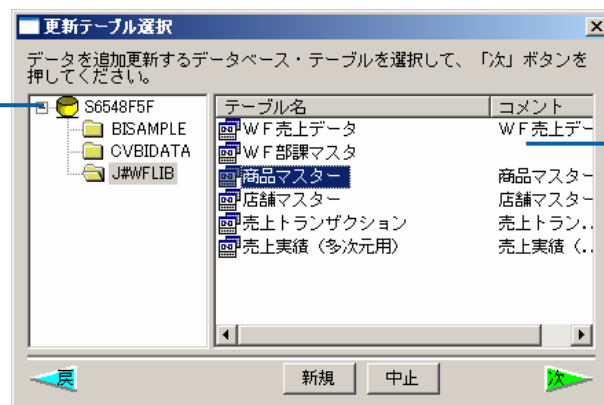 更新テーブル選択
データを追加更新するデータベース・テーブルを選択して、「次」ボタンを
押してください。
S6548F5F
BISAMPLE
CVBIDATA
J#WFLIB
テーブル名 コメント
WF売上データ WF売上デー
WF部課マスタ
商品マスター 商品マスター
店舗マスター 店舗マスター
売上トランザクション 売上トラン..
売上実績（多次元用） 売上実績（..
戻 新規 中止 次